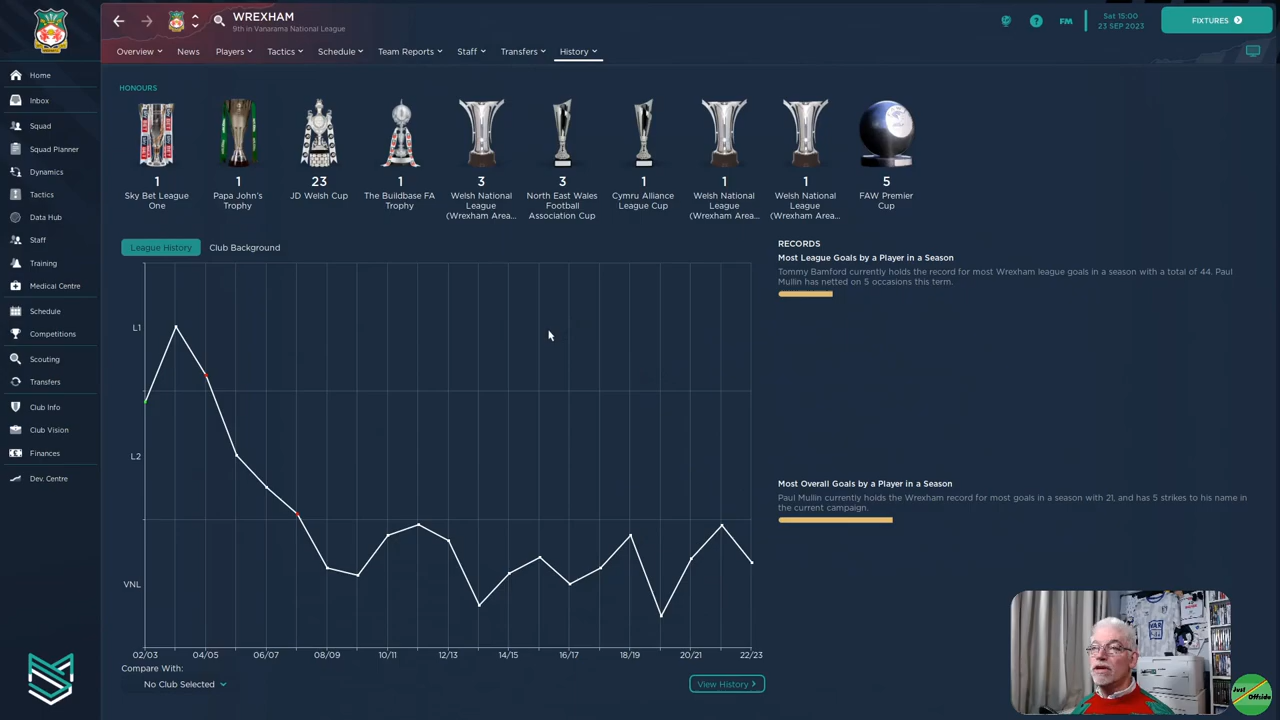 WREXHAM
9th in Vanarama National League
FM
Sat 15:00
23 SEP 2023
FIXTURES
Overview
News
Players
Tactics
Schedule
Team Reports
Staff
Transfers
History
Home
Inbox
Squad
Squad Planner
Dynamics
Tactics
Data Hub
Staff
Training
Medical Centre
Schedule
Competitions
Scouting
Transfers
Club Info
Club Vision
Finances
Dev. Centre
HONOURS
1
Sky Bet League
One
1
Papa John's
Trophy
23
JD Welsh Cup
1
The Buildbase FA
Trophy
3
Welsh National
League
(Wrexham Area...
3
North East Wales
Football
Association Cup
1
Cymru Alliance
League Cup
1
Welsh National
League
(Wrexham Area...
1
Welsh National
League
(Wrexham Area...
5
FAW Premier
Cup
League History
Club Background
L1
L2
VNL
02/03
04/05
06/07
08/09
10/11
12/13
14/15
16/17
18/19
20/21
22/23
Compare With:
No Club Selected
View History
RECORDS
Most League Goals by a Player in a Season
Tommy Bamford currently holds the record for most Wrexham league goals in a season with a total of 44. Paul
Mullin has netted on 5 occasions this term.
Most Overall Goals by a Player in a Season
Paul Mullin currently holds the Wrexham record for most goals in a season with 21, and has 5 strikes to his name in
the current campaign.
VAR
Just
Offside